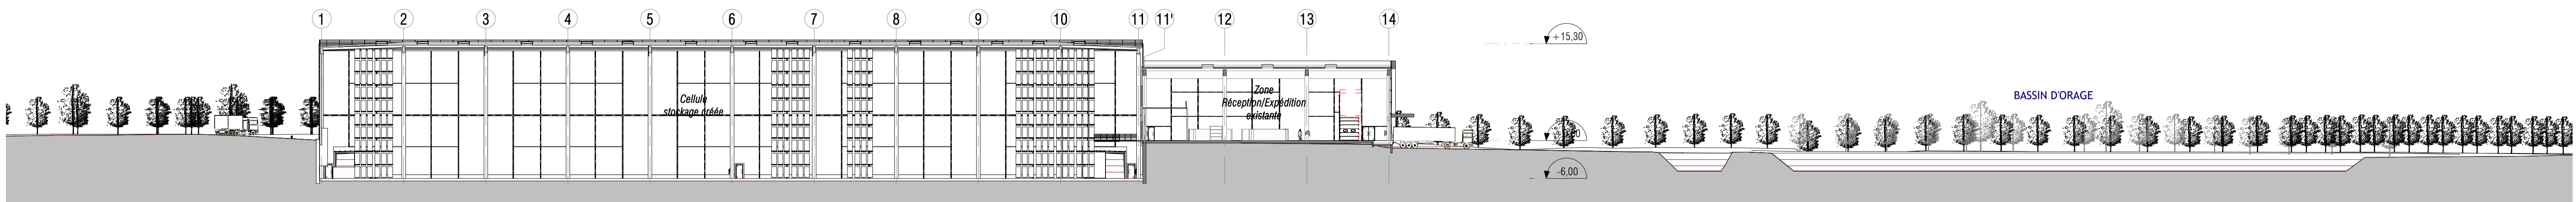 1 2 3 4 5 6 7 8 9 10 11 11' 12 13 14
+15,30
Cellule
stockage créée
Zone
Réception/Expédition
existante
BASSIN D'ORAGE
-6,00